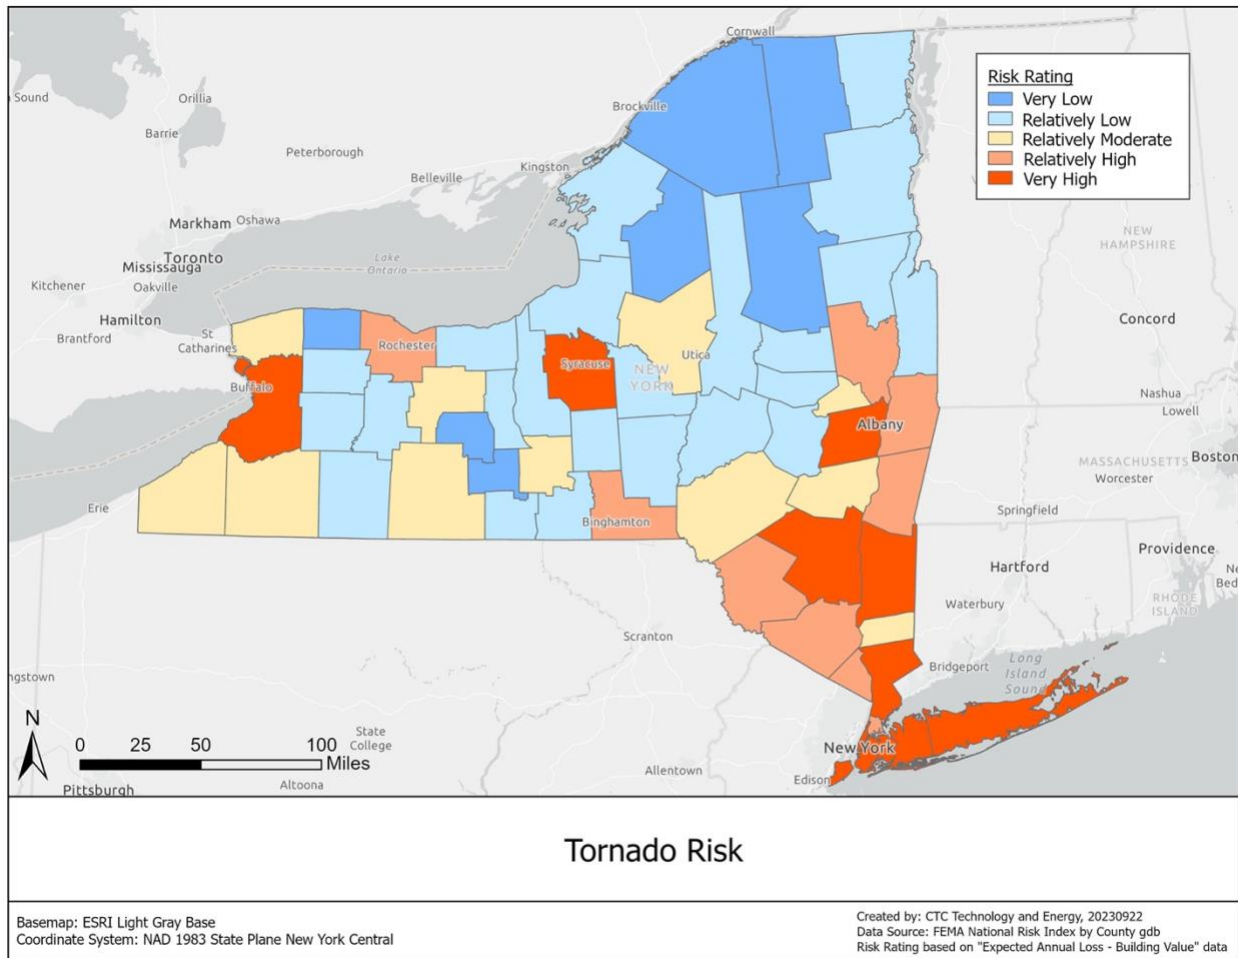 Cornwall
Sound
Orillia
Brockville
Barrie
Peterborough
Kingston
Belleville
Markham
Oshawa
Toronto
Lake
Ontario
Mississauga
Kitchener
Oakville
Hamilton
Brantford
St
Catharines
Rochester
Buffalo
Syracuse
Utica
NEW
YORK
Albany
Erie
Binghamton
Risk Rating
Very Low
Relatively Low
Relatively Moderate
Relatively High
Very High
NEW
HAMPSHIRE
Concord
Nashua
Lowell
Boston
MASSACHUSETTS
Worcester
Springfield
Providence
Hartford
Ne
Bed
Waterbury
RHODE
ISLAND
Scranton
Bridgeport
Long
Island
Sound
ngstown
N
0 25 50 100
Miles
State
College
New York
Allentown
Edison
Altoona
Pittsburgh
Tornado Risk
Basemap: ESRI Light Gray Base
Coordinate System: NAD 1983 State Plane New York Central
Created by: CTC Technology and Energy, 20230922
Data Source: FEMA National Risk Index by County gdb
Risk Rating based on "Expected Annual Loss - Building Value" data